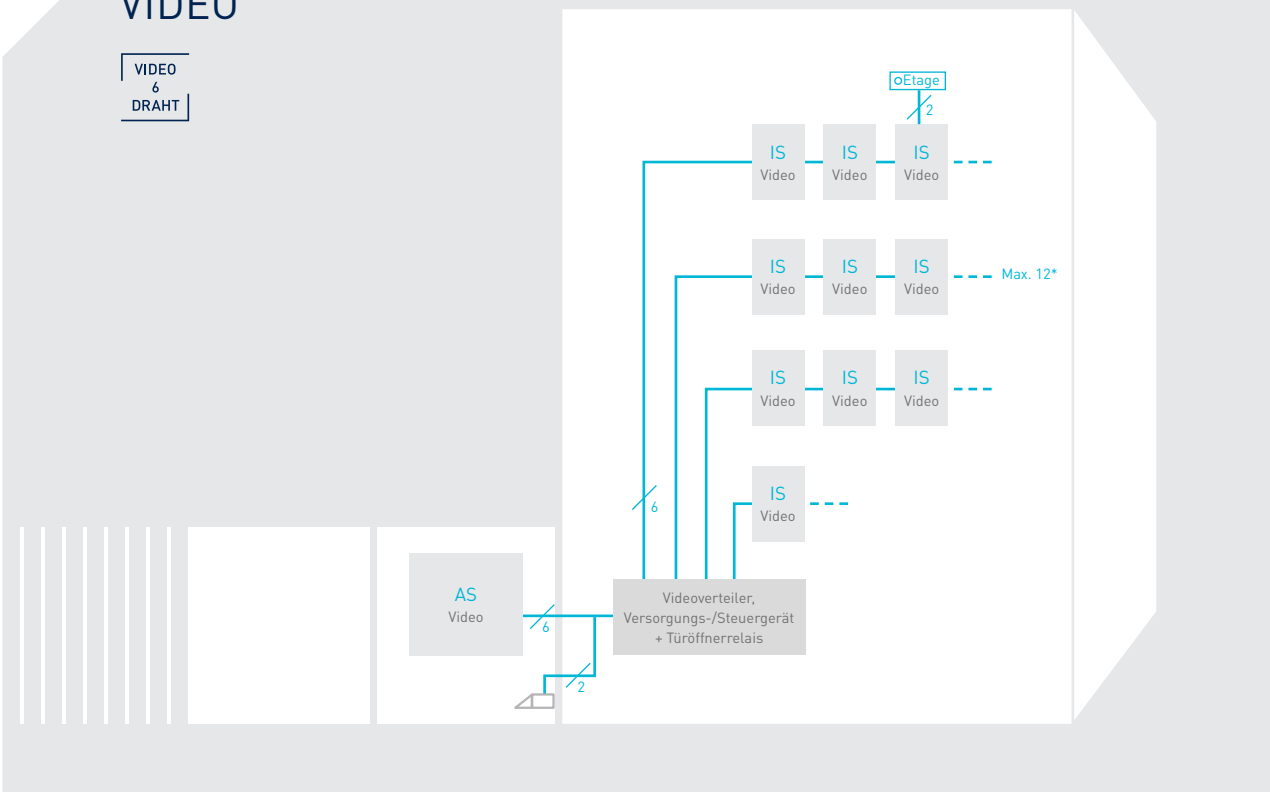 VIDEO
VIDEO
6
DRAHT
Etage
2
IS IS IS
Video Video Video
IS IS IS
Video Video Video
Max. 12*
IS IS IS
Video Video Video
IS
Video
6
AS
Video
6
Videoverteiler,
Versorgungs-/Steuergerät
+ Türöffnerrelais
2